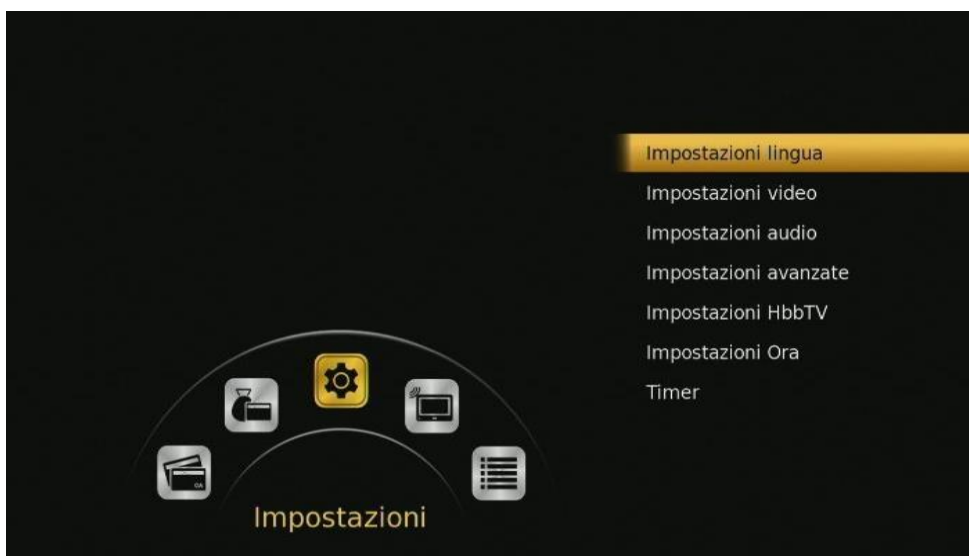 Impostazioni lingua
Impostazioni video
Impostazioni audio
Impostazioni avanzate
Impostazioni HbbTV
Impostazioni Ora
Timer
Impostazioni